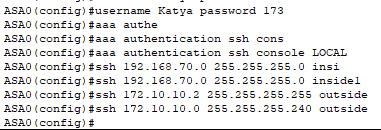 ASA0(config)#username Katya password 173
ASA0(config)#aaa authe
ASA0(config)#aaa authentication ssh cons
ASA0(config)#aaa authentication ssh console LOCAL
ASA0(config)#ssh 192.168.70.0 255.255.255.0 insi
ASA0(config)#ssh 192.168.70.0 255.255.255.0 inside1
ASA0(config)#ssh 172.10.10.2 255.255.255.255 outside
ASA0(config)#ssh 172.10.10.0 255.255.255.240 outside
ASA0(config)#